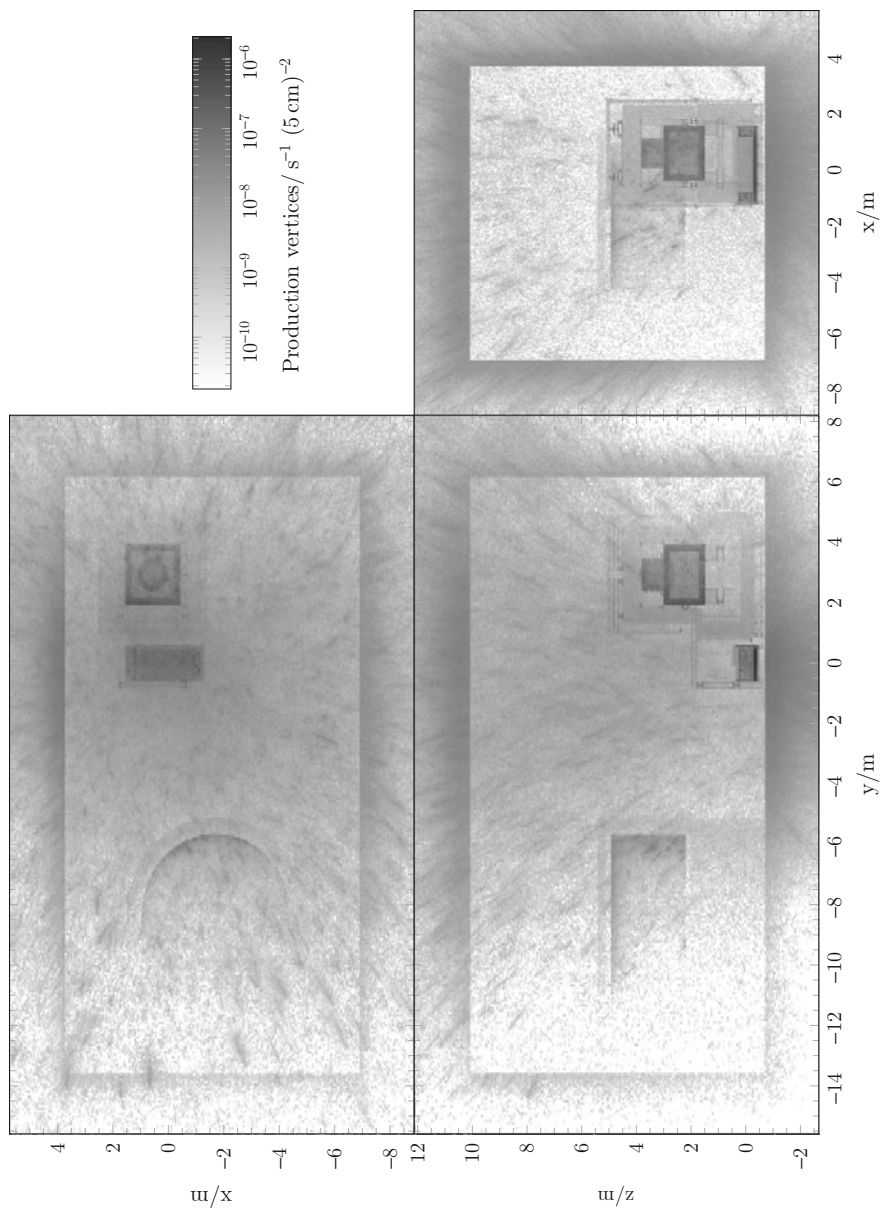 10⁻¹⁰ 10⁻⁹ 10⁻⁸ 10⁻⁷ 10⁻⁶
Production vertices/ s⁻¹ (5 cm)⁻²
4 2 0 −2 −4 −6 −8
x/m
12 10 8 6 4 2 0 −2
z/m
−14 −12 −10 −8 −6 −4 −2 0 2 4 6 8
y/m
−8 −6 −4 −2 0 2 4
x/m